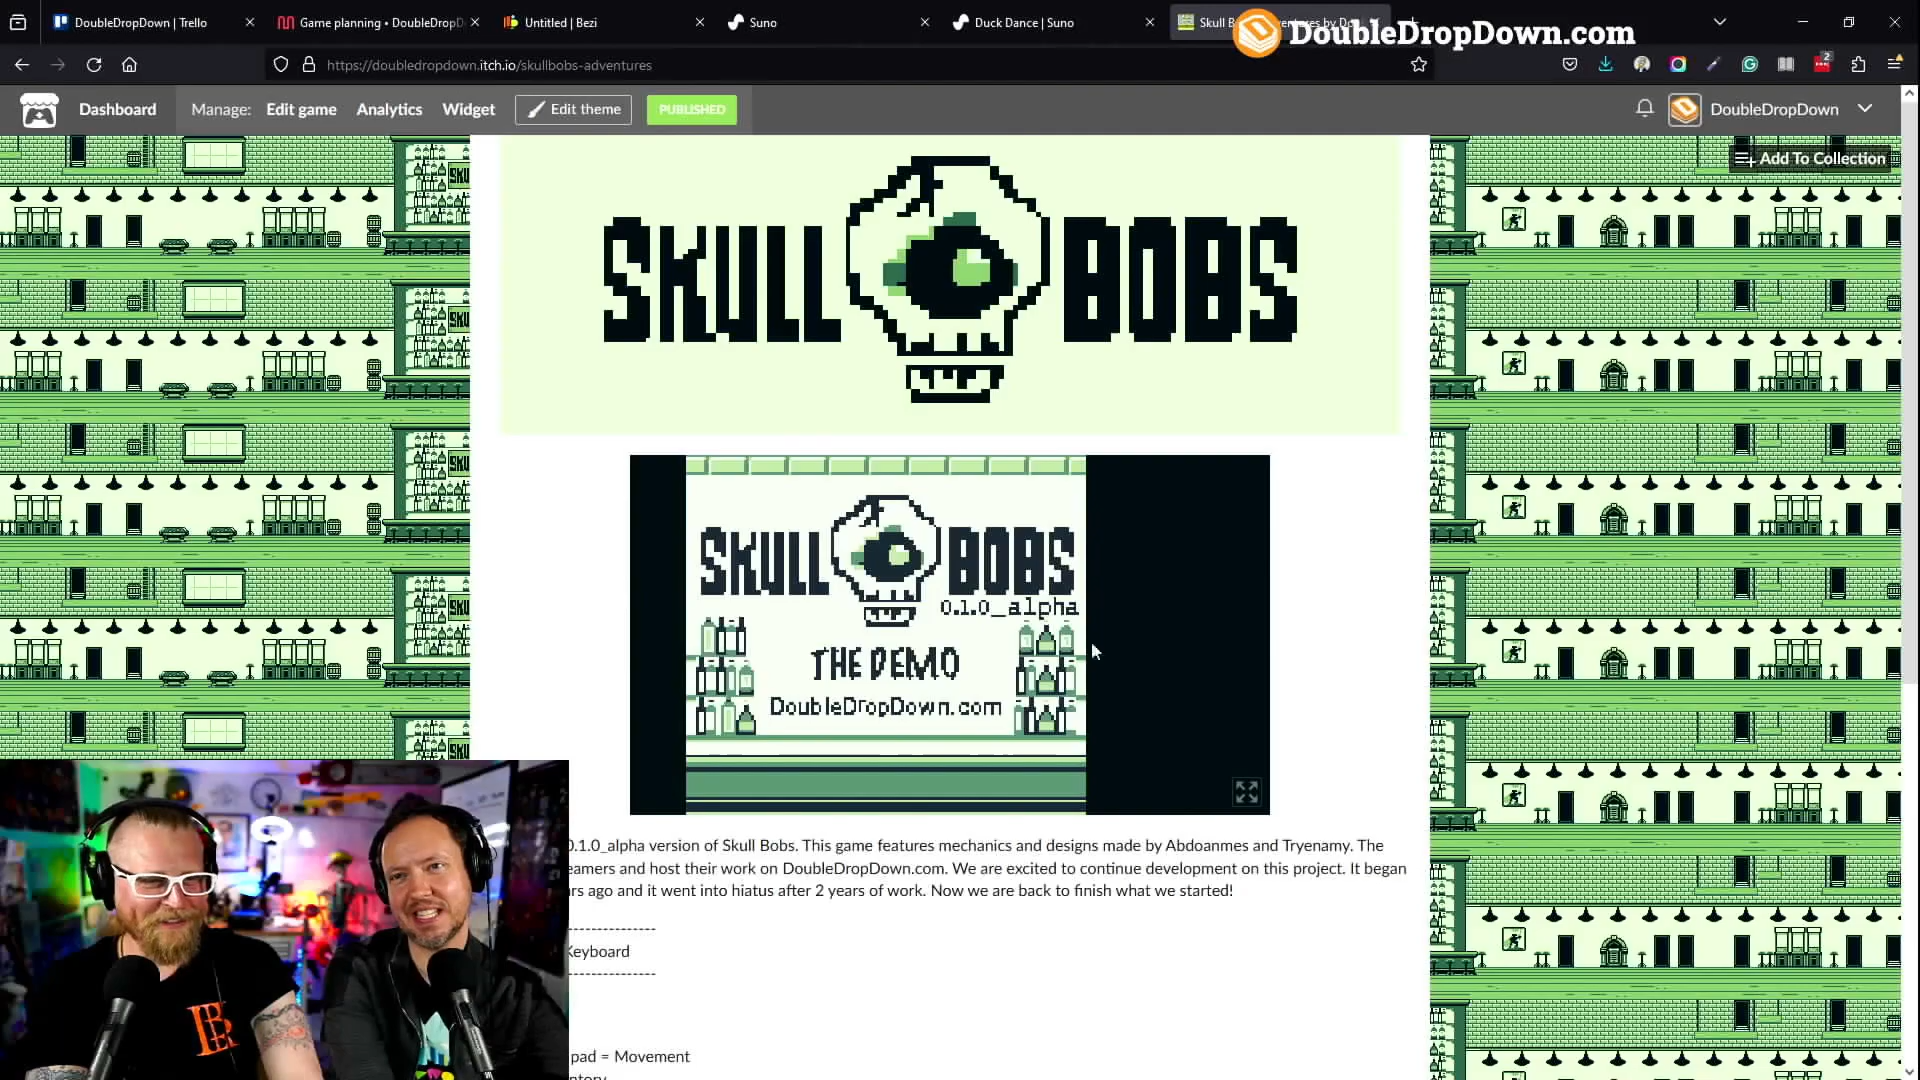 DoubleDropDown | Trello
Game planning • DoubleDropD
Untitled | Bezi
Suno
Duck Dance | Suno
Skull B
DoubleDropDown.com
https://doubledropdown.itch.io/skullbobs-adventures
2
Dashboard
Manage:
Edit game
Analytics
Widget
Edit theme
PUBLISHED
DoubleDropDown
Add To Collection
SKULL BOBS
SKULL BOBS
0.1.0_alpha
THE DEMO
DoubleDropDown.com
0.1.0_alpha version of Skull Bobs. This game features mechanics and designs made by Abdoanmes and Tryenamy. The
eamers and host their work on DoubleDropDown.com. We are excited to continue development on this project. It began
rs ago and it went into hiatus after 2 years of work. Now we are back to finish what we started!
---------------
Keyboard
---------------
pad = Movement
ntory